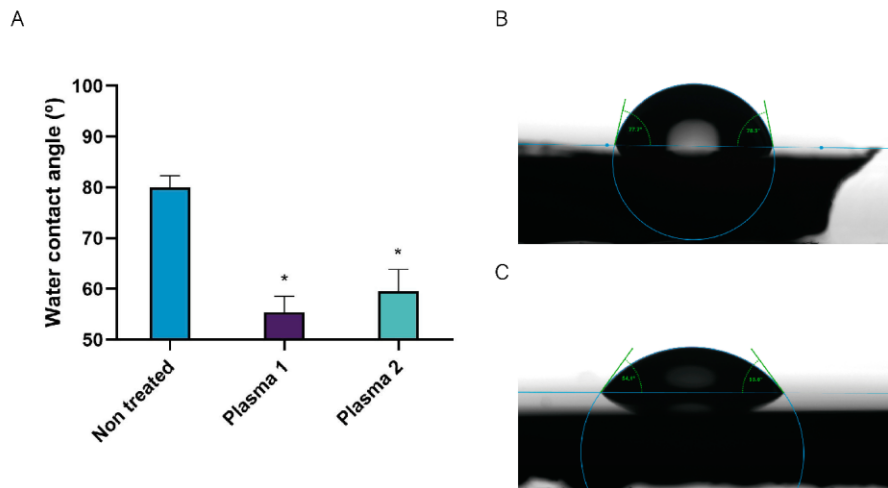 A
Water contact angle (º)
100
90
80
70
60
50
*
*
Non treated
Plasma 1
Plasma 2
B
C